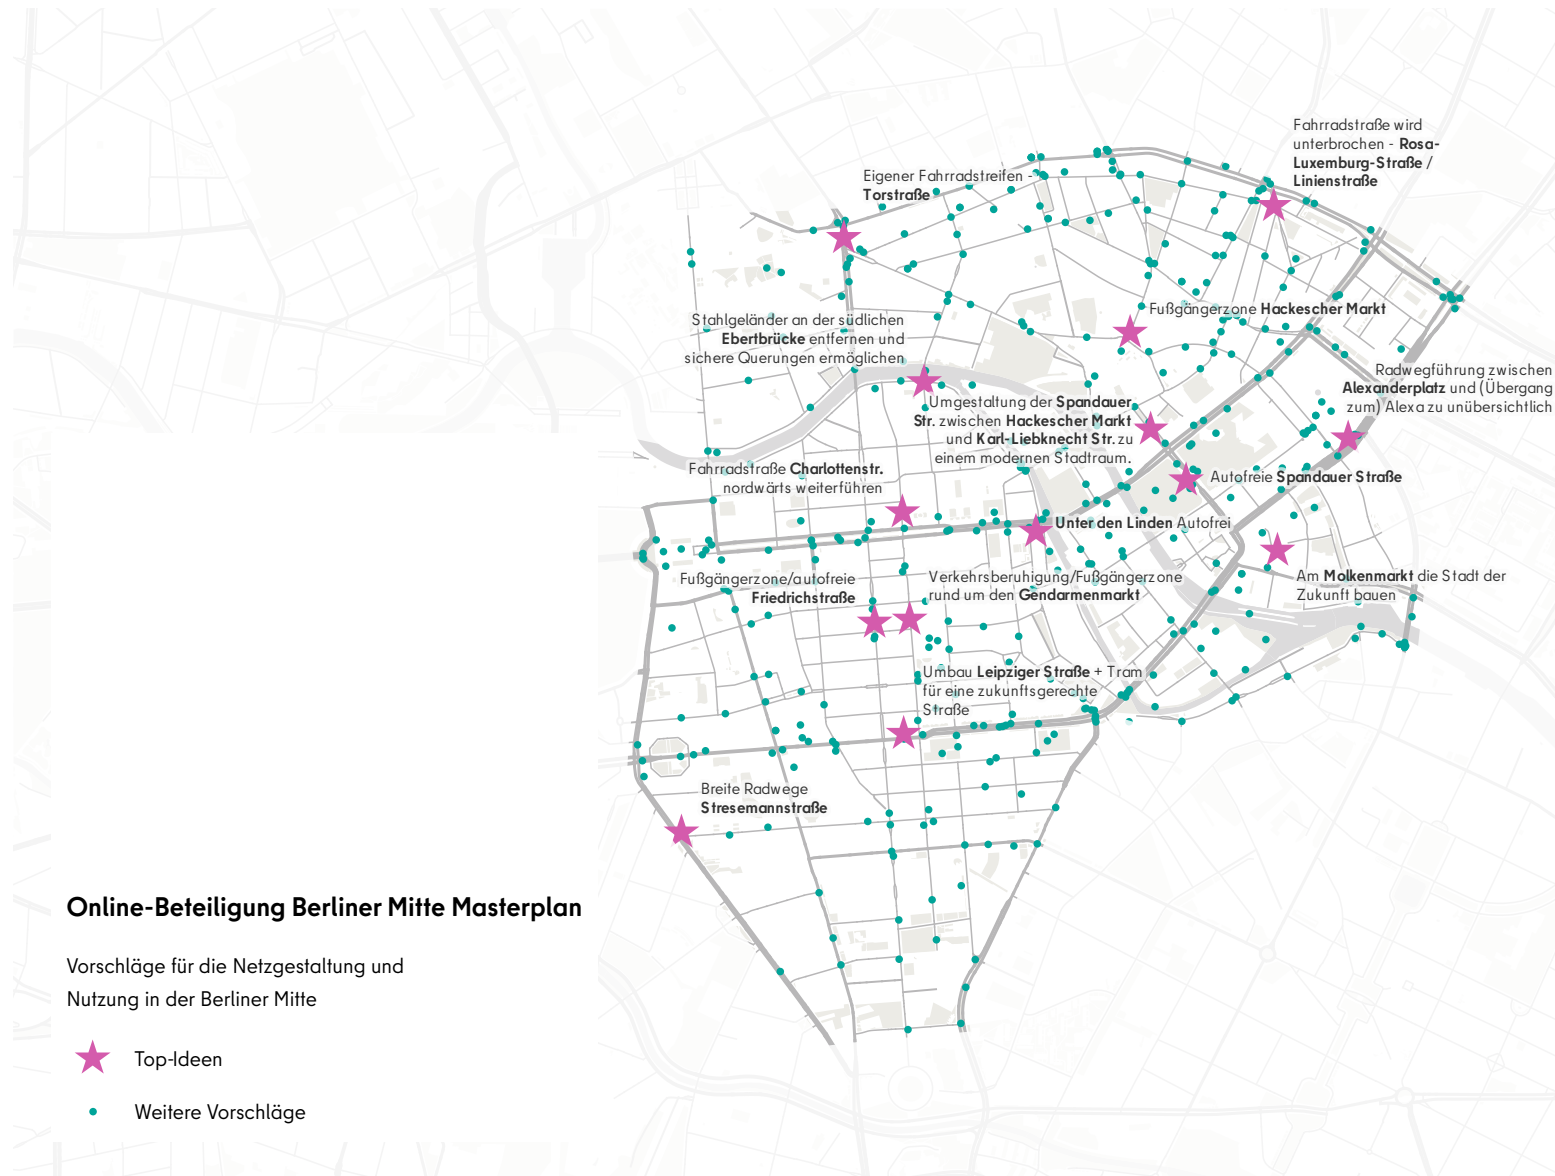 Fahrradstraße wird
unterbrochen - Rosa-
Luxemburg-Straße /
Linienstraße
Eigener Fahrradstreifen -
Torstraße
Fußgängerzone Hackescher Markt
Stahlgeländer an der südlichen
Ebertbrücke entfernen und
sichere Querungen ermöglichen
Radwegführung zwischen
Alexanderplatz und (Übergang
zum) Alexa zu unübersichtlich
Umgestaltung der Spandauer
Str. zwischen Hackescher Markt
und Karl-Liebknecht Str. zu
einem modernen Stadtraum.
Fahrradstraße Charlottenstr.
nordwärts weiterführen
Autofreie Spandauer Straße
Unter den Linden Autofrei
Fußgängerzone/autofreie
Friedrichstraße
Verkehrsberuhigung/Fußgängerzone
rund um den Gendarmenmarkt
Am Molkenmarkt die Stadt der
Zukunft bauen
Umbau Leipziger Straße + Tram
für eine zukunftsgerechte
Straße
Breite Radwege
Stresemannstraße
Online-Beteiligung Berliner Mitte Masterplan
Vorschläge für die Netzgestaltung und
Nutzung in der Berliner Mitte
Top-Ideen
Weitere Vorschläge